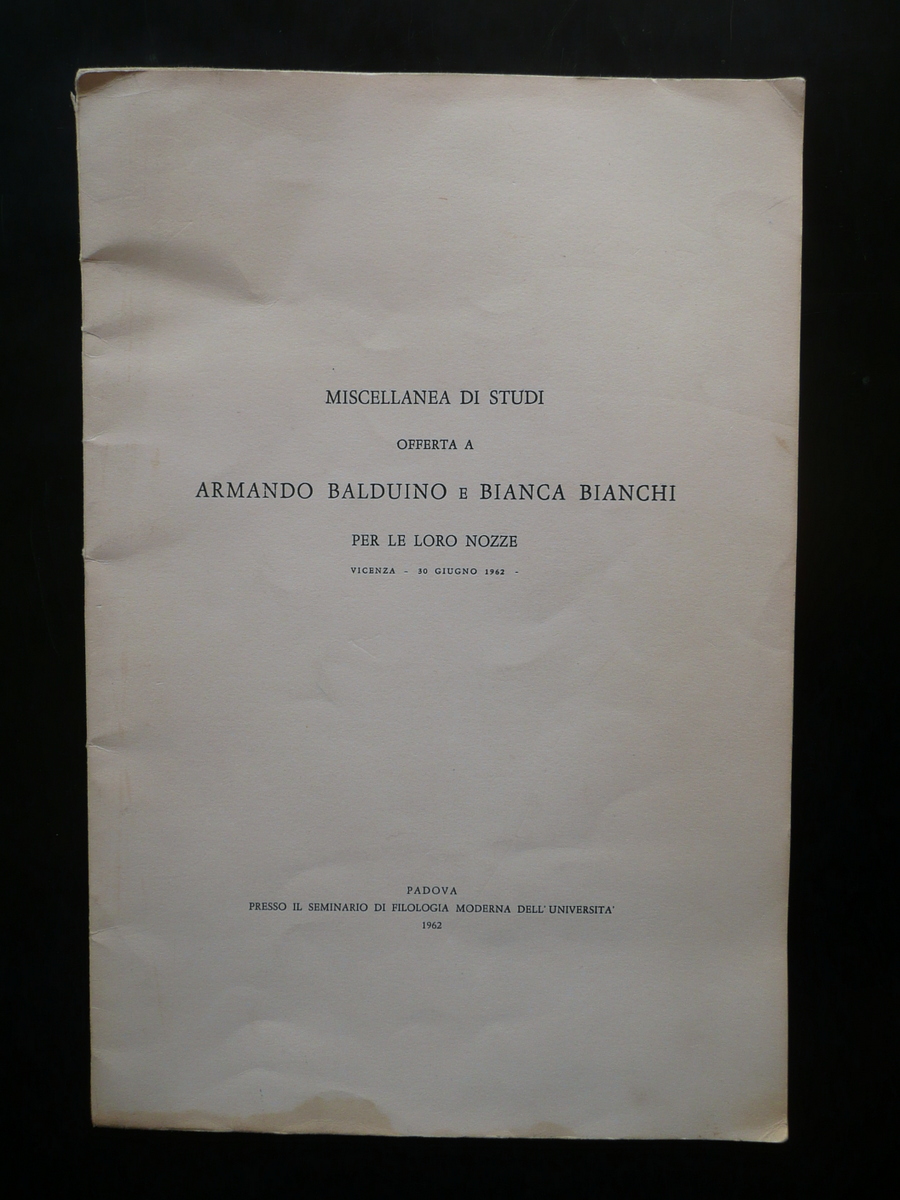 MISCELLANEA DI STUDI
OFFERTA A
ARMANDO BALDUINO E BIANCA BIANCHI
PER LE LORO NOZZE
VICENZA - 30 GIUGNO 1962 -
PADOVA
PRESSO IL SEMINARIO DI FILOLOGIA MODERNA DELL'UNIVERSITA'
1962